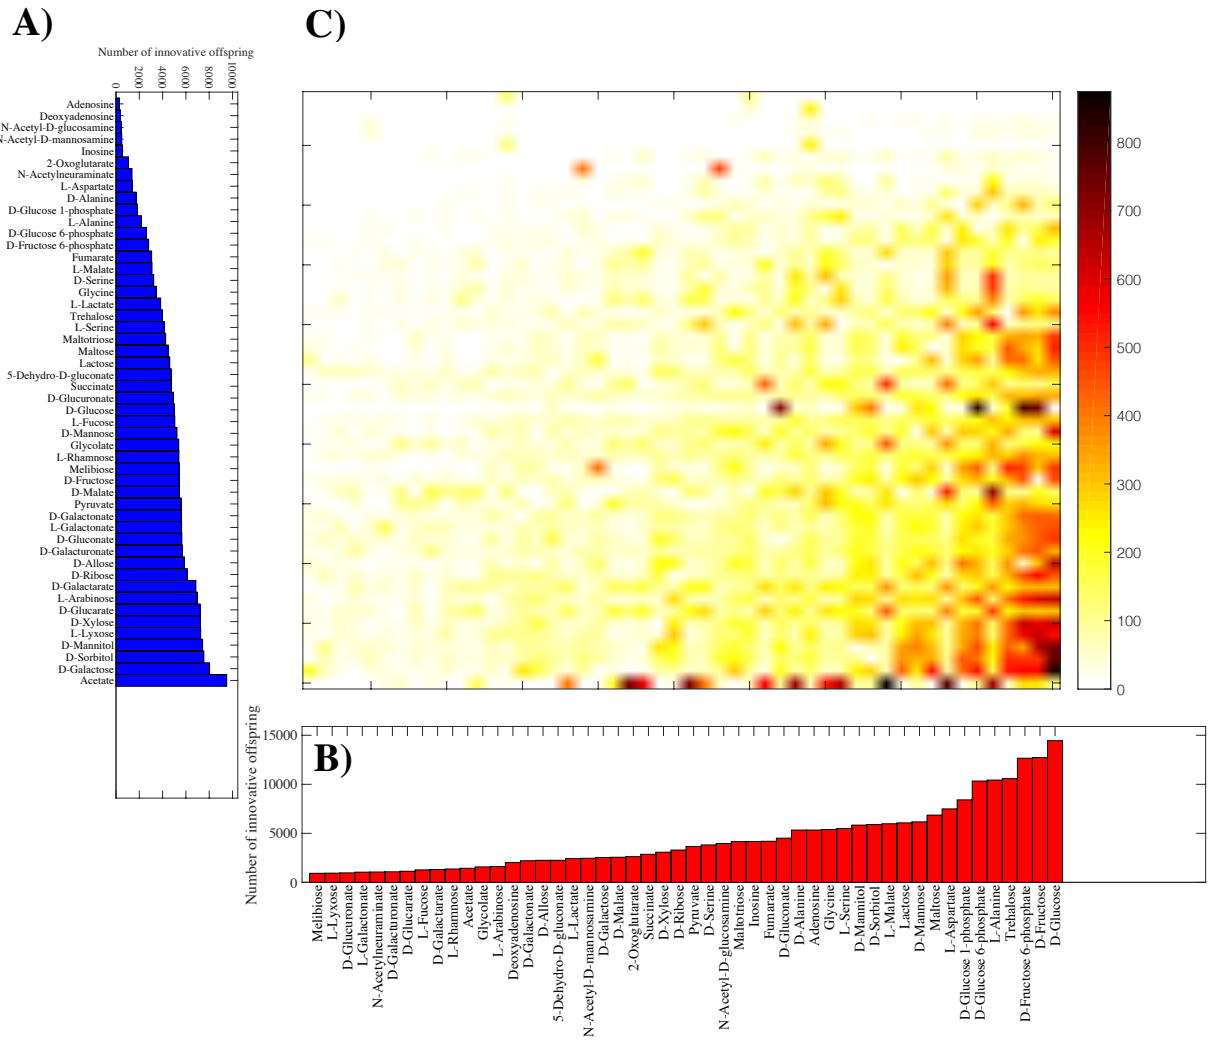 A)
C)
Number of innovative offspring
0
2000
4000
6000
8000
10000
Adenosine
Deoxyadenosine
N-Acetyl-D-glucosamine
N-Acetyl-D-mannosamine
Inosine
2-Oxoglutarate
N-Acetylneuraminate
L-Aspartate
D-Alanine
D-Glucose 1-phosphate
L-Alanine
D-Glucose 6-phosphate
D-Fructose 6-phosphate
Fumarate
L-Malate
D-Serine
Glycine
L-Lactate
Trehalose
L-Serine
Maltotriose
Maltose
Lactose
5-Dehydro-D-gluconate
Succinate
D-Glucuronate
D-Glucose
L-Fucose
D-Mannose
Glycolate
L-Rhamnose
Melibiose
D-Fructose
D-Malate
Pyruvate
D-Galactonate
L-Galactonate
D-Gluconate
D-Galacturonate
D-Allose
D-Ribose
D-Galactarate
L-Arabinose
D-Glucarate
D-Xylose
L-Lyxose
D-Mannitol
D-Sorbitol
D-Galactose
Acetate
800
700
600
500
400
300
200
100
0
B)
Number of innovative offspring
15000
10000
5000
0
Melibiose
L-Lyxose
D-Glucuronate
L-Galactonate
N-Acetylneuraminate
D-Galacturonate
D-Glucarate
L-Fucose
D-Galactarate
L-Rhamnose
Acetate
Glycolate
L-Arabinose
Deoxyadenosine
D-Galactonate
D-Allose
5-Dehydro-D-gluconate
L-Lactate
N-Acetyl-D-mannosamine
D-Galactose
D-Malate
2-Oxoglutarate
Succinate
D-Xylose
D-Ribose
Pyruvate
D-Serine
N-Acetyl-D-glucosamine
Maltotriose
Inosine
Fumarate
D-Gluconate
D-Alanine
Adenosine
Glycine
L-Serine
D-Mannitol
D-Sorbitol
L-Malate
Lactose
D-Mannose
Maltose
L-Aspartate
D-Glucose 1-phosphate
D-Glucose 6-phosphate
L-Alanine
Trehalose
D-Fructose 6-phosphate
D-Fructose
D-Glucose